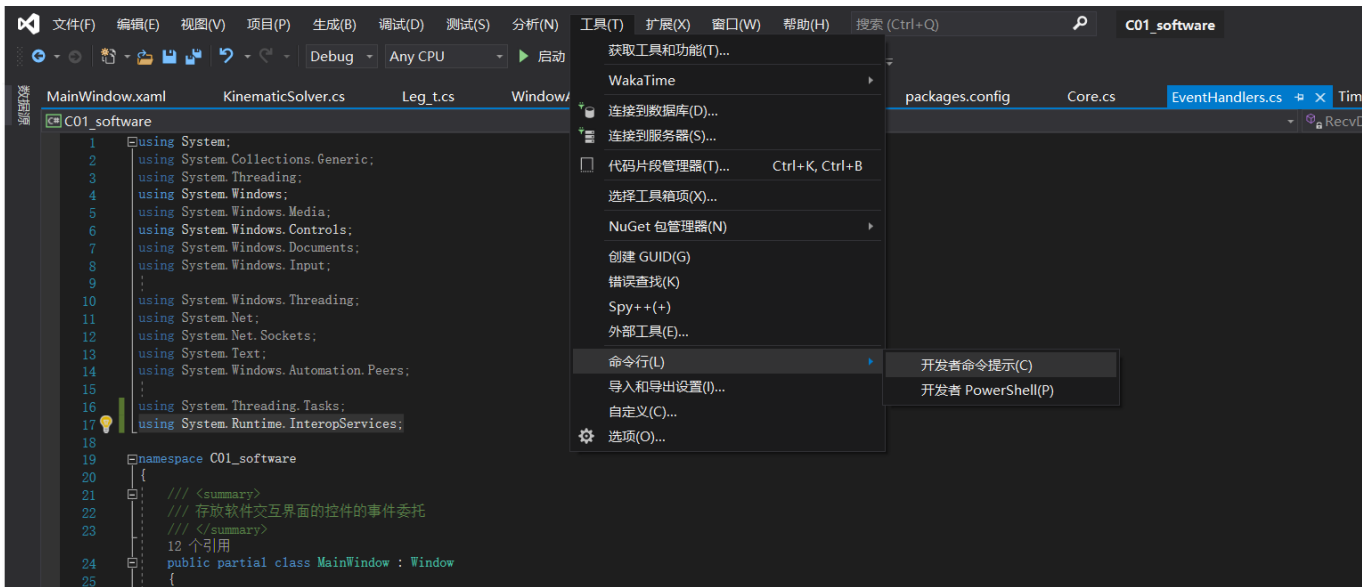 文件(F) 编辑(E) 视图(V) 项目(P) 生成(B) 调试(D) 测试(S) 分析(N) 工具(T) 扩展(X) 窗口(W) 帮助(H) 搜索 (Ctrl+Q) C01_software
Debug Any CPU 启动
数据源
MainWindow.xaml KinematicSolver.cs Leg_t.cs WindowA packages.config Core.cs EventHandlers.cs Tim
C# C01_software RecvD
1 using System;
2 using System.Collections.Generic;
3 using System.Threading;
4 using System.Windows;
5 using System.Windows.Media;
6 using System.Windows.Controls;
7 using System.Windows.Documents;
8 using System.Windows.Input;
9
10 using System.Windows.Threading;
11 using System.Net;
12 using System.Net.Sockets;
13 using System.Text;
14 using System.Windows.Automation.Peers;
15
16 using System.Threading.Tasks;
17 using System.Runtime.InteropServices;
18
19 namespace C01_software
20 {
21 /// <summary>
22 /// 存放软件交互界面的控件的事件委托
23 /// </summary>
12 个引用
24 public partial class MainWindow : Window
25 {
获取工具和功能(T)...
WakaTime
连接到数据库(D)...
连接到服务器(S)...
代码片段管理器(T)... Ctrl+K, Ctrl+B
选择工具箱项(X)...
NuGet 包管理器(N)
创建 GUID(G)
错误查找(K)
Spy++(+)
外部工具(E)...
命令行(L)
导入和导出设置(I)...
自定义(C)...
选项(O)...
开发者命令提示(C)
开发者 PowerShell(P)